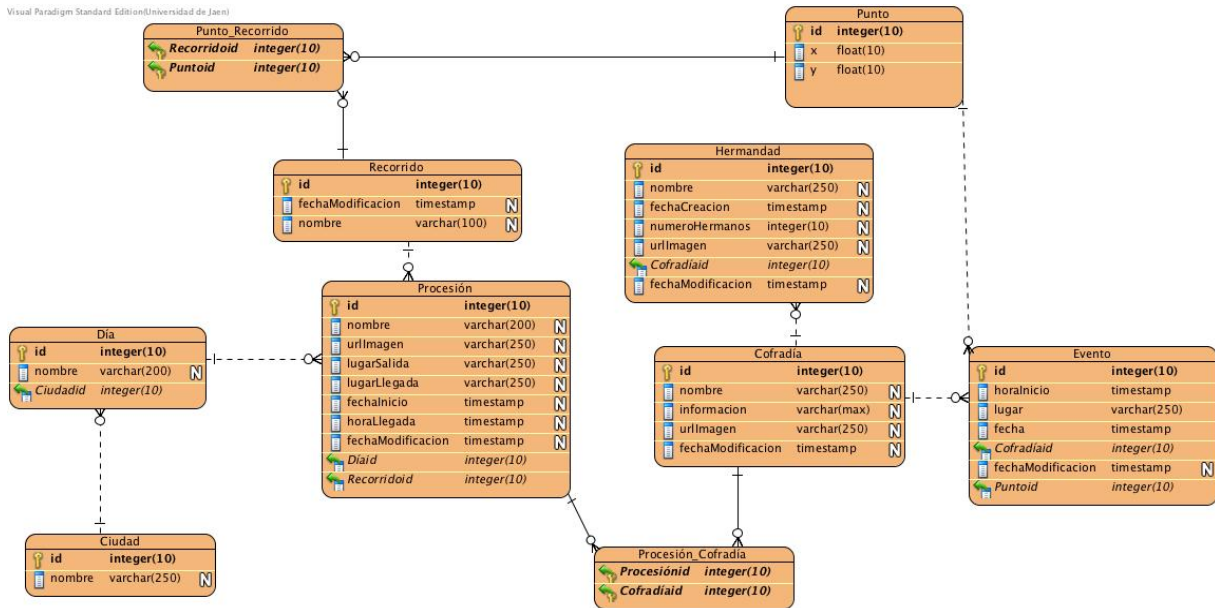 Visual Paradigm Standard Edition(Universidad de Jaen)
Punto_Recorrido
Recorridoid integer(10)
Puntoid integer(10)
Punto
id integer(10)
x float(10)
y float(10)
Recorrido
id integer(10)
fechaModificacion timestamp N
nombre varchar(100) N
Hermandad
id integer(10)
nombre varchar(250) N
fechaCreacion timestamp N
numeroHermanos integer(10) N
urlImagen varchar(250) N
Cofradíaid integer(10)
fechaModificacion timestamp N
Procesión
id integer(10)
nombre varchar(200) N
urlImagen varchar(250) N
lugarSalida varchar(250) N
lugarLlegada varchar(250) N
fechaInicio timestamp N
horaLlegada timestamp N
fechaModificacion timestamp N
Díaid integer(10)
Recorridoid integer(10)
Día
id integer(10)
nombre varchar(200) N
Ciudadid integer(10)
Cofradía
id integer(10)
nombre varchar(250) N
informacion varchar(max) N
urlImagen varchar(250) N
fechaModificacion timestamp N
Evento
id integer(10)
horaInicio timestamp
lugar varchar(250)
fecha timestamp
Cofradíaid integer(10)
fechaModificacion timestamp N
Puntoid integer(10)
Ciudad
id integer(10)
nombre varchar(250) N
Procesión_Cofradía
Procesiónid integer(10)
Cofradíaid integer(10)